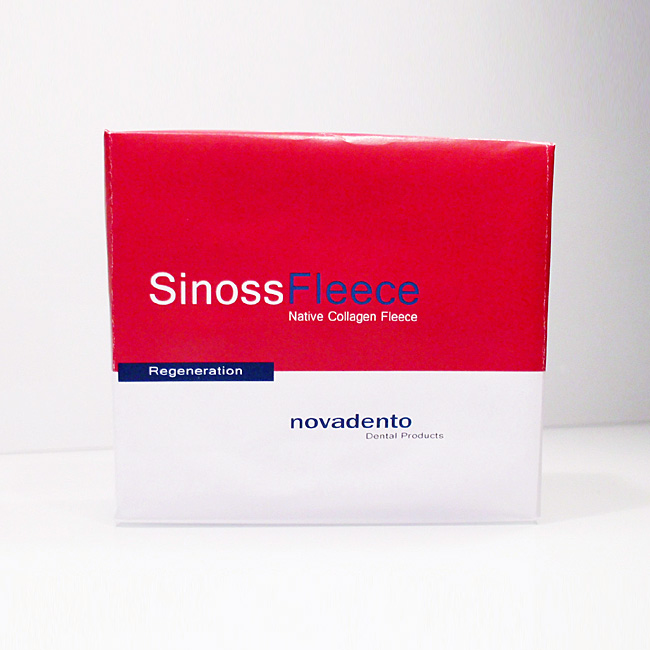 SinossFleece
Native Collagen Fleece
Regeneration
novadento
Dental Products